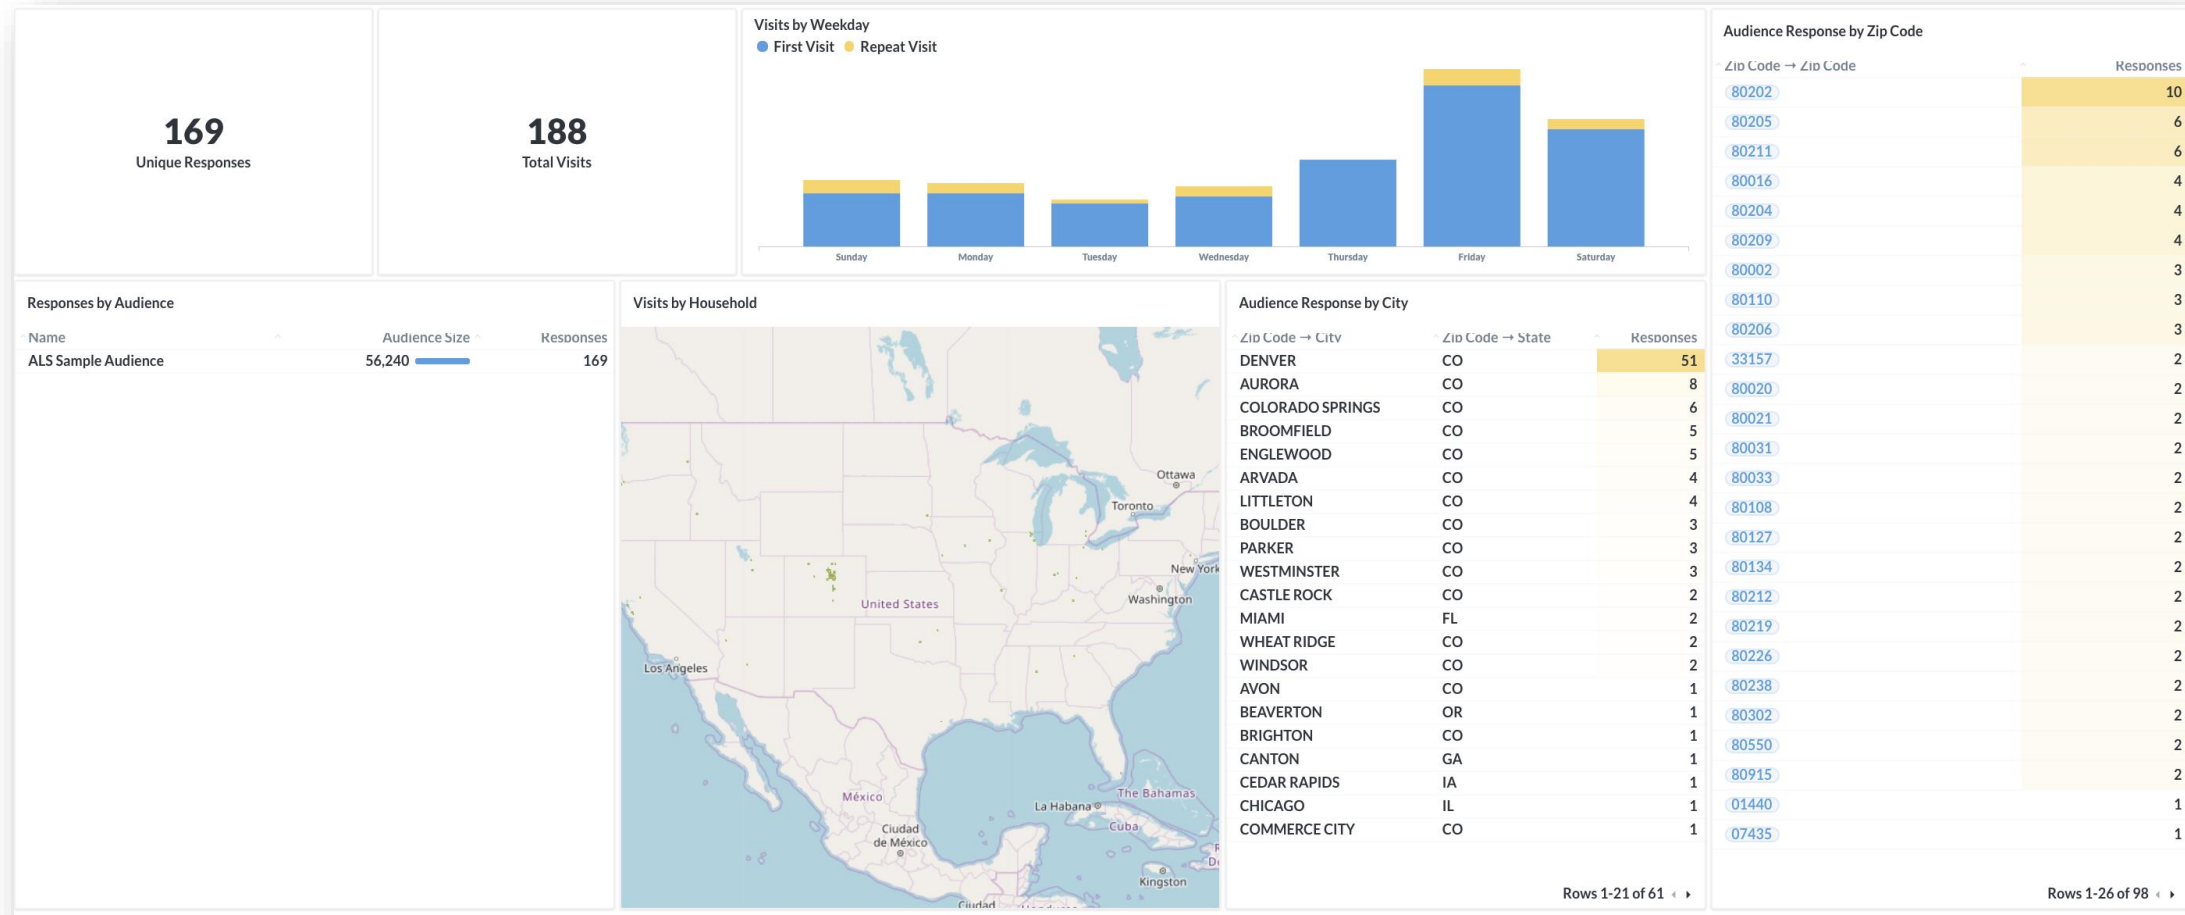 169
Unique Responses
188
Total Visits
Visits by Weekday
First Visit Repeat Visit
Sunday Monday Tuesday Wednesday Thursday Friday Saturday
Audience Response by Zip Code
Zip Code → Zip Code Responses
80202 10
80205 6
80211 6
80016 4
80204 4
80209 4
80002 3
80110 3
80206 3
33157 2
80020 2
80021 2
80031 2
80033 2
80108 2
80127 2
80134 2
80212 2
80219 2
80226 2
80238 2
80302 2
80550 2
80915 2
01440 1
07435 1
Rows 1-26 of 98
Responses by Audience
Name Audience Size Responses
ALS Sample Audience 56,240 169
Visits by Household
Ottawa
Toronto
New York
Washington
United States
Los Angeles
México
Ciudad
de México
La Habana
The Bahamas
Cuba
Kingston
Ciudad
Audience Response by City
Zip Code → City Zip Code → State Responses
DENVER CO 51
AURORA CO 8
COLORADO SPRINGS CO 6
BROOMFIELD CO 5
ENGLEWOOD CO 5
ARVADA CO 4
LITTLETON CO 4
BOULDER CO 3
PARKER CO 3
WESTMINSTER CO 3
CASTLE ROCK CO 2
MIAMI FL 2
WHEAT RIDGE CO 2
WINDSOR CO 2
AVON CO 1
BEAVERTON OR 1
BRIGHTON CO 1
CANTON GA 1
CEDAR RAPIDS IA 1
CHICAGO IL 1
COMMERCE CITY CO 1
Rows 1-21 of 61